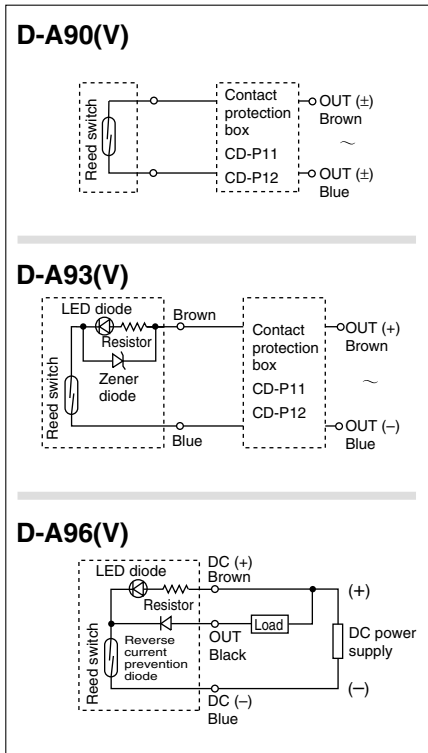 D-A90(V)
Reed switch
Contact
protection
box
CD-P11
CD-P12
OUT (±)
Brown
~
OUT (±)
Blue
D-A93(V)
LED diode
Resistor
Zener
diode
Reed switch
Brown
Blue
Contact
protection
box
CD-P11
CD-P12
OUT (+)
Brown
~
OUT (–)
Blue
D-A96(V)
LED diode
Resistor
Reverse
current
prevention
diode
Reed switch
DC (+)
Brown
OUT
Black
Load
DC (–)
Blue
(+)
DC power
supply
(–)